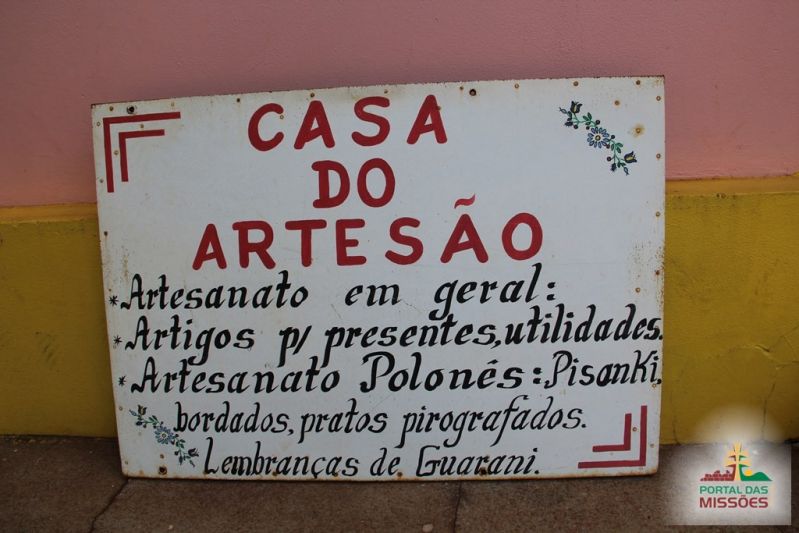 CASA
DO
ARTESÃO
*Artesanato em geral:
*Artigos p/ presentes, utilidades.
*Artesanato Polonés: Pisanki,
bordados, pratos pirografados.
Lembranças de Guarani.
PORTAL DAS
MISSÕES